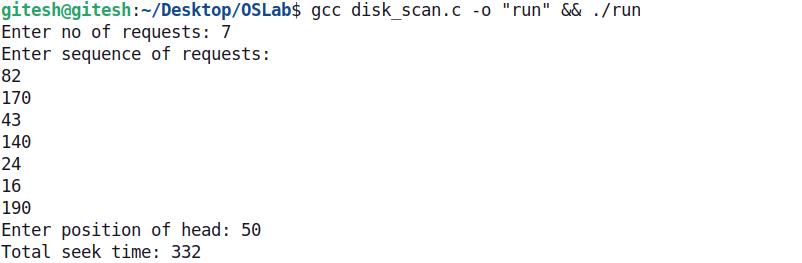 gitesh@gitesh:~/Desktop/OSLab$ gcc disk_scan.c -o "run" && ./run
Enter no of requests: 7
Enter sequence of requests:
82
170
43
140
24
16
190
Enter position of head: 50
Total seek time: 332